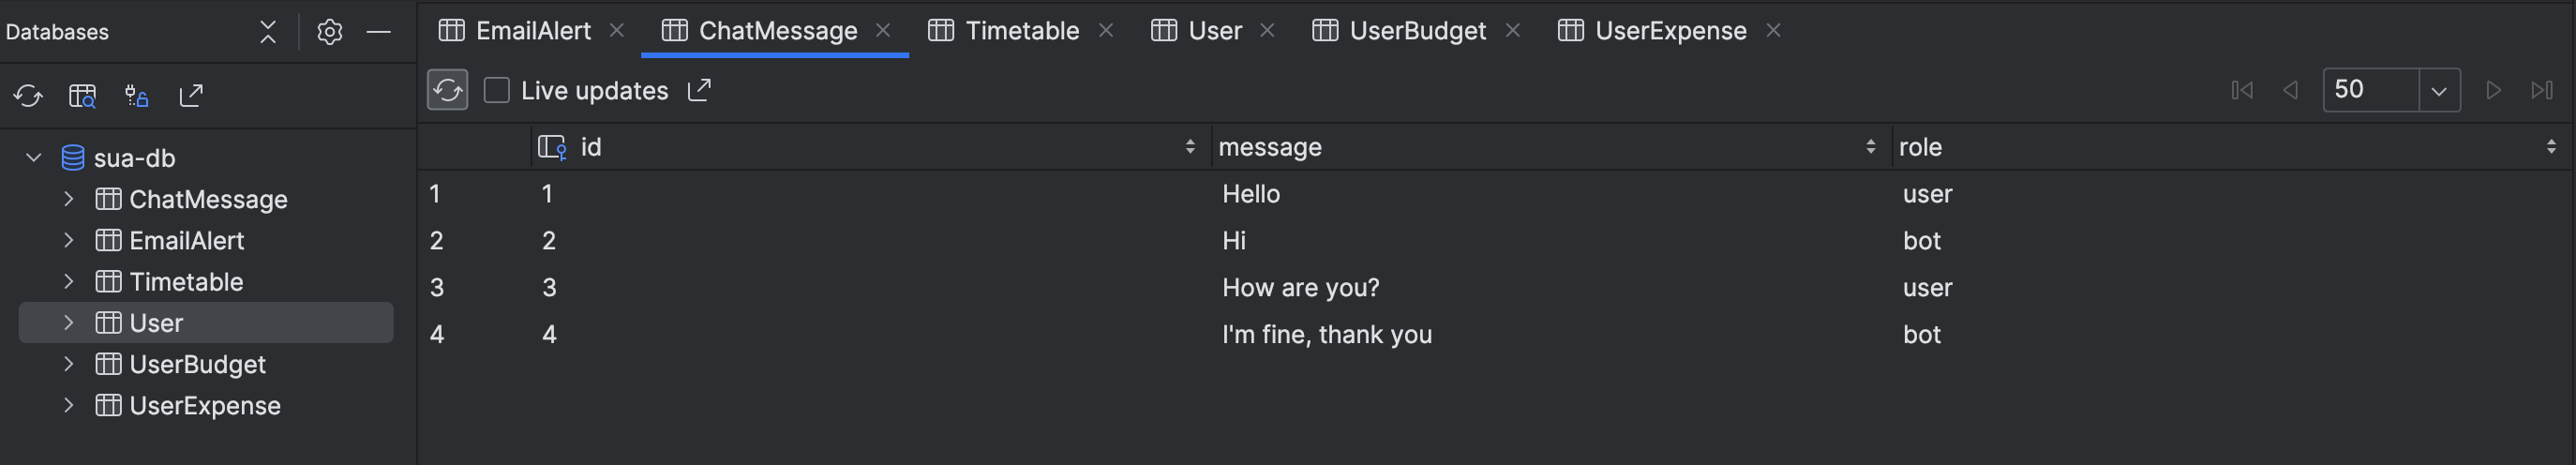 Databases
EmailAlert ChatMessage Timetable User UserBudget UserExpense
Live updates 50
sua-db
ChatMessage
EmailAlert
Timetable
User
UserBudget
UserExpense
id message role
1 1 Hello user
2 2 Hi bot
3 3 How are you? user
4 4 I'm fine, thank you bot